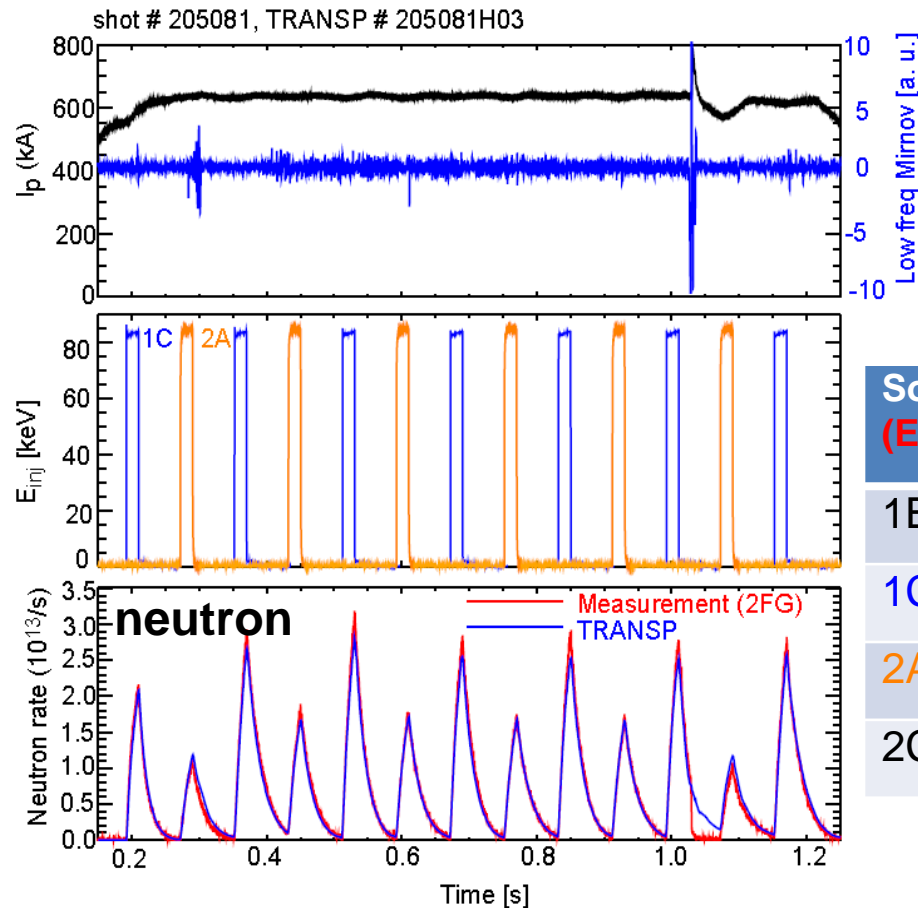 shot # 205081, TRANSP # 205081H03
800
600
400
200
0
I_p (kA)
10
5
0
-5
-10
Low freq Mirnov [a. u.]
80
60
40
20
0
E_inj [keV]
1C 2A
3.5
3.0
2.5
2.0
1.5
1.0
0.5
0.0
Neutron rate (10^13/s)
neutron
Measurement (2FG)
TRANSP
0.2 0.4 0.6 0.8 1.0 1.2
Time [s]
(E
2A